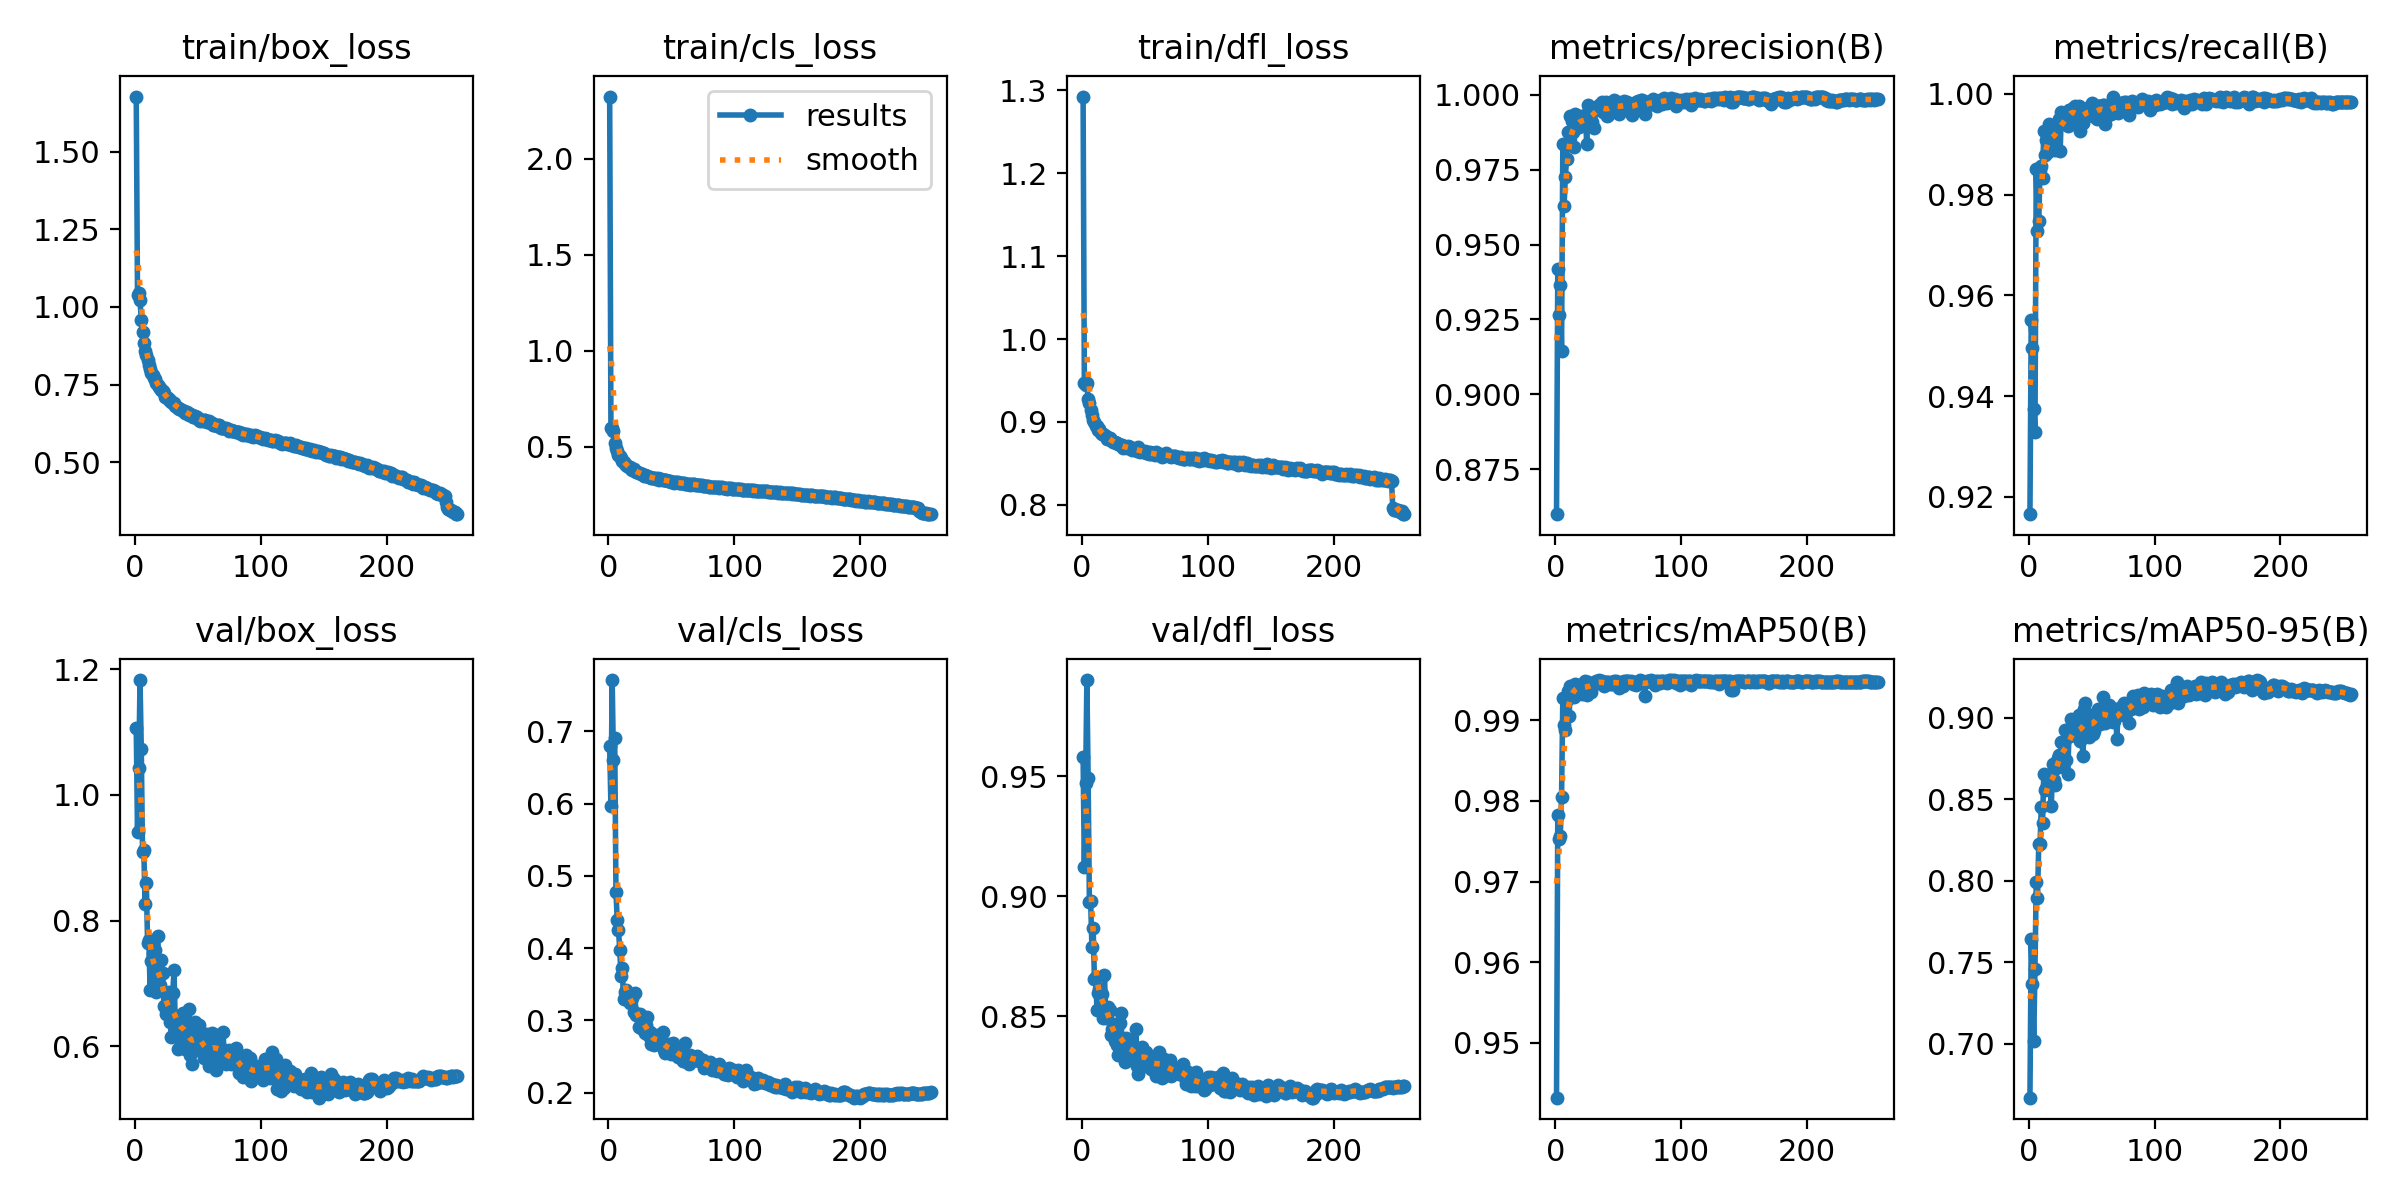 train/box_loss
1.50
1.25
1.00
0.75
0.50
0 100 200
train/cls_loss
results
smooth
2.0
1.5
1.0
0.5
0 100 200
train/dfl_loss
1.3
1.2
1.1
1.0
0.9
0.8
0 100 200
metrics/precision(B)
1.000
0.975
0.950
0.925
0.900
0.875
0 100 200
metrics/recall(B)
1.00
0.98
0.96
0.94
0.92
0 100 200
val/box_loss
1.2
1.0
0.8
0.6
0 100 200
val/cls_loss
0.7
0.6
0.5
0.4
0.3
0.2
0 100 200
val/dfl_loss
0.95
0.90
0.85
0 100 200
metrics/mAP50(B)
0.99
0.98
0.97
0.96
0.95
0 100 200
metrics/mAP50-95(B)
0.90
0.85
0.80
0.75
0.70
0 100 200